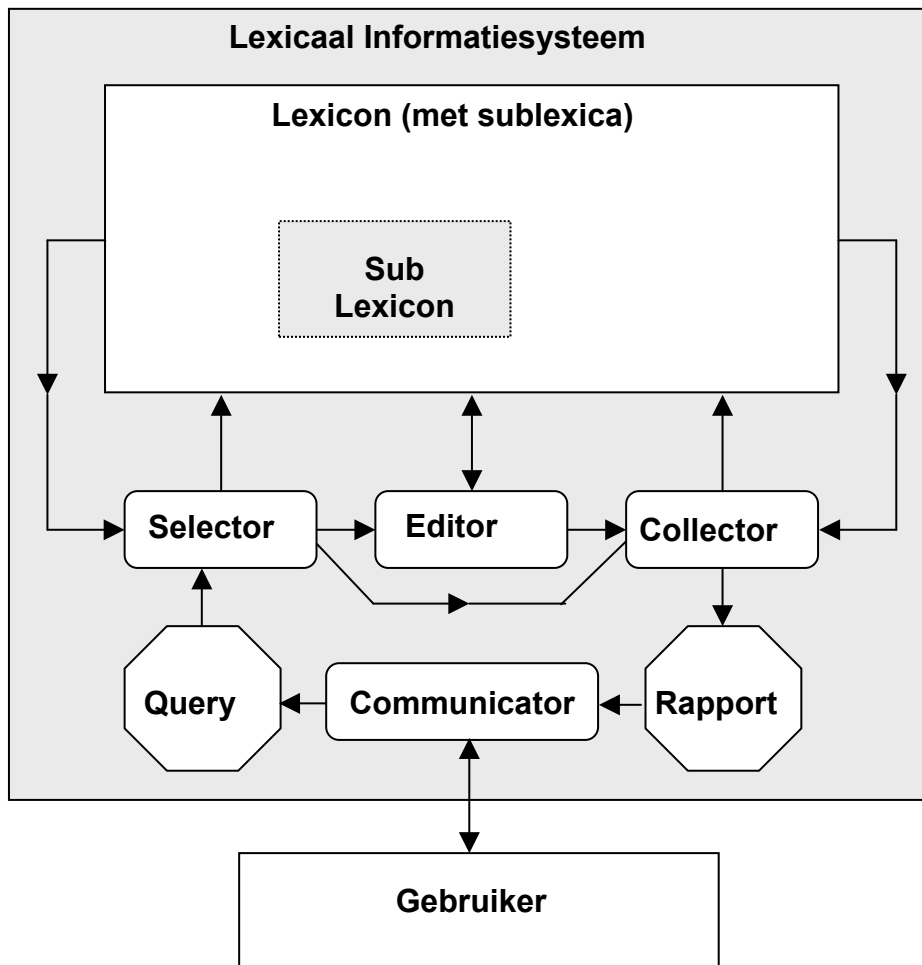 Lexicaal Informatiesysteem
Lexicon (met sublexica)
Sub
Lexicon
Selector
Editor
Collector
Query
Communicator
Rapport
Gebruiker